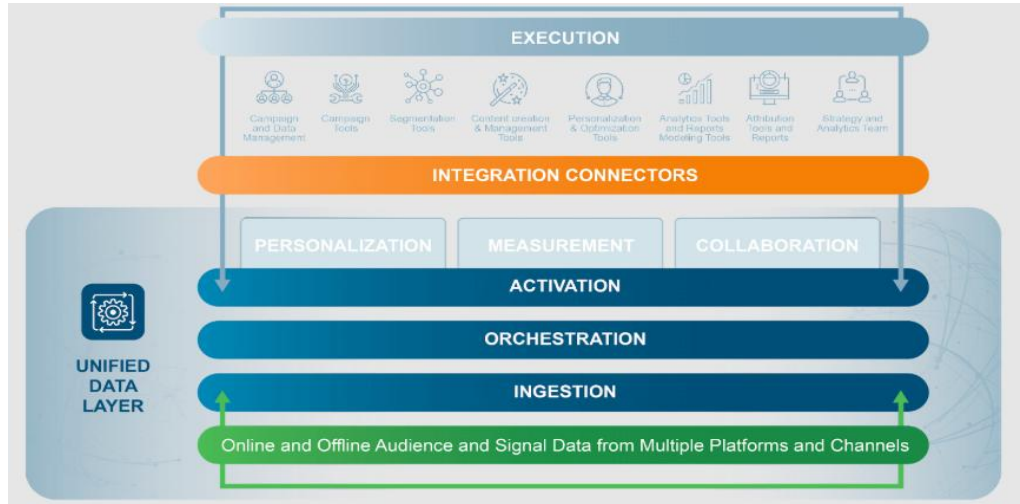 EXECUTION
Campaign
and Data
Management
Campaign
Tools
Segmentation
Tools
Content creation
& Management
Tools
Personalization
& Optimization
Tools
Analytics Tools
and Reports
Modeling Tools
Attribution
Tools and
Reports
Strategy and
Analytics Team
INTEGRATION CONNECTORS
PERSONALIZATION
MEASUREMENT
COLLABORATION
ACTIVATION
ORCHESTRATION
INGESTION
UNIFIED
DATA
LAYER
Online and Offline Audience and Signal Data from Multiple Platforms and Channels